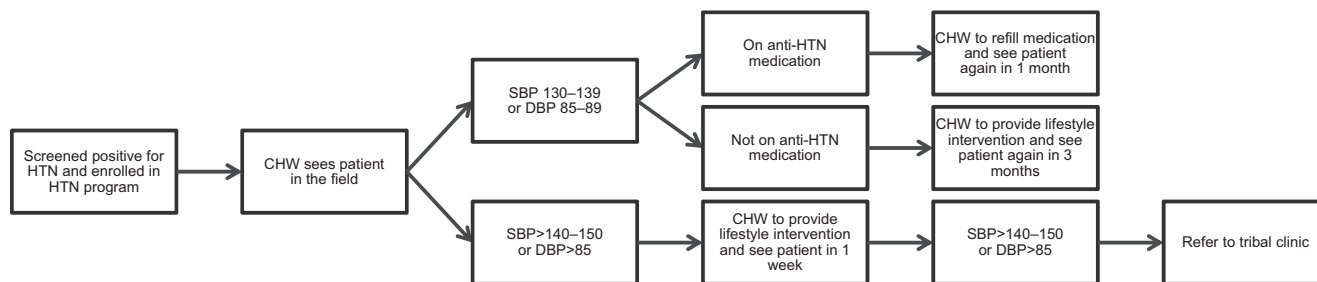 Screened positive for
HTN and enrolled in
HTN program
CHW sees patient
in the field
SBP 130–139
or DBP 85–89
On anti-HTN
medication
CHW to refill medication
and see patient
again in 1 month
Not on anti-HTN
medication
CHW to provide lifestyle
intervention and see
patient again in 3
months
SBP>140–150
or DBP>85
CHW to provide
lifestyle intervention
and see patient in 1
week
SBP>140–150
or DBP>85
Refer to tribal clinic